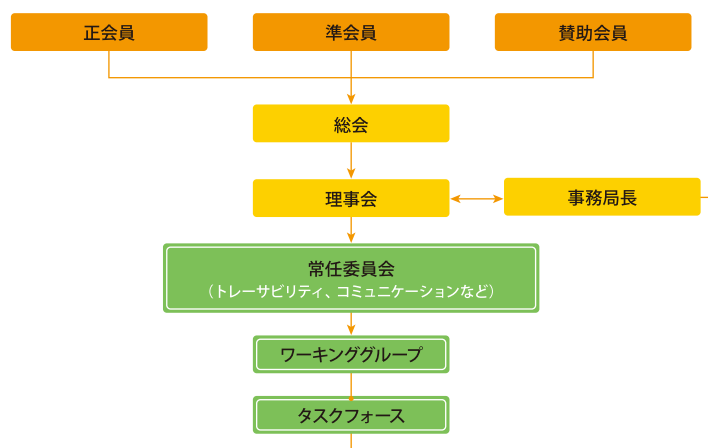 正会員
準会員
賛助会員
総会
理事会
事務局長
常任委員会
（トレーサビリティ、コミュニケーションなど）
ワーキンググループ
タスクフォース